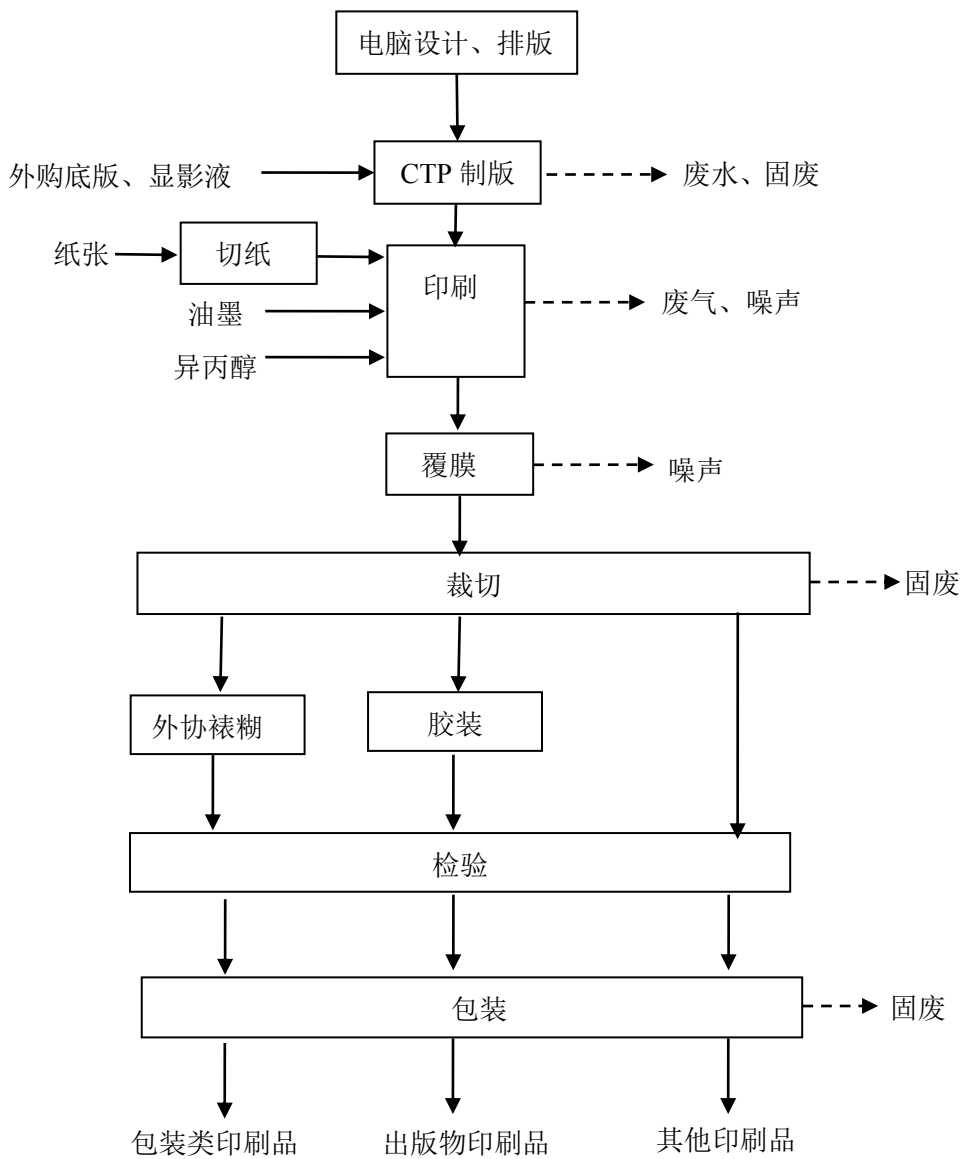 电脑设计、排版
外购底版、显影液
CTP 制版
废水、固废
纸张
切纸
印刷
油墨
废气、噪声
异丙醇
覆膜
噪声
裁切
固废
外协裱糊
胶装
检验
包装
固废
包装类印刷品
出版物印刷品
其他印刷品